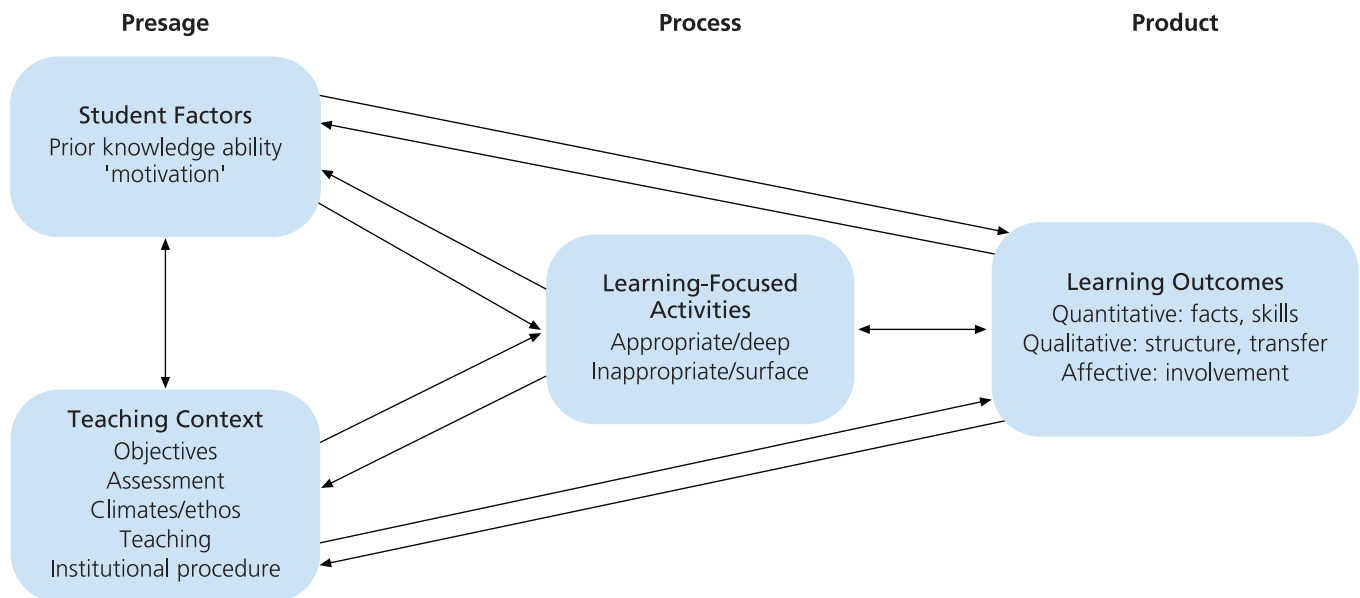 Presage
Process
Product
Student Factors
Prior knowledge ability
'motivation'
Learning-Focused
Activities
Appropriate/deep
Inappropriate/surface
Learning Outcomes
Quantitative: facts, skills
Qualitative: structure, transfer
Affective: involvement
Teaching Context
Objectives
Assessment
Climates/ethos
Teaching
Institutional procedure